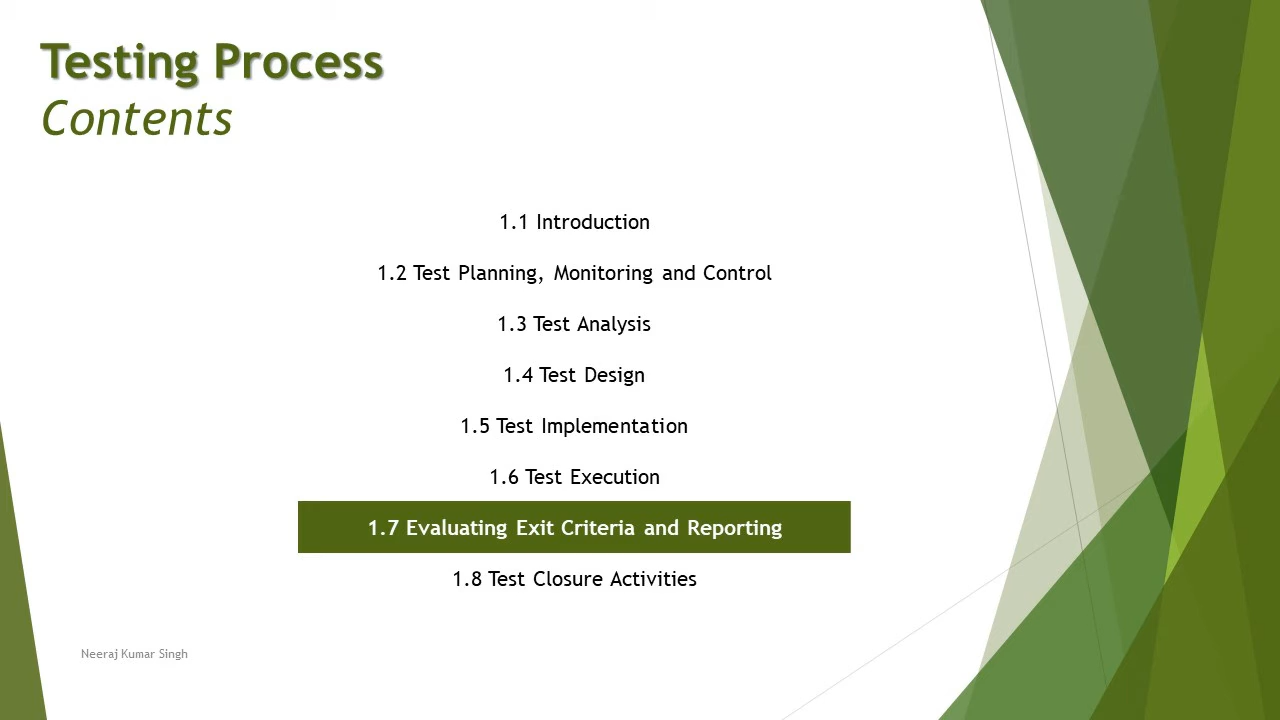 Testing Process
Contents
1.1 Introduction
1.2 Test Planning, Monitoring and Control
1.3 Test Analysis
1.4 Test Design
1.5 Test Implementation
1.6 Test Execution
1.7 Evaluating Exit Criteria and Reporting
1.8 Test Closure Activities
Neeraj Kumar Singh